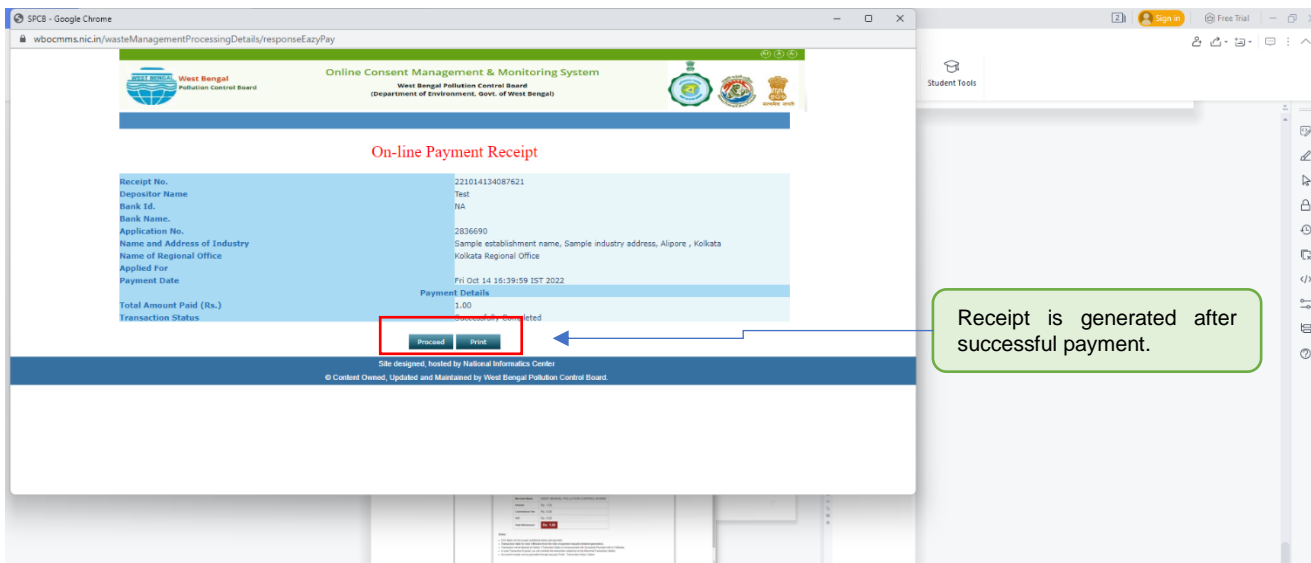 SPCB - Google Chrome
wbocmms.nic.in/wasteManagementProcessingDetails/responseEazyPay
2
Sign in
Free Trial
Student Tools
WEST BENGAL
West Bengal
Pollution Control Board
Online Consent Management & Monitoring System
West Bengal Pollution Control Board
(Department of Environment, Govt. of West Bengal)
On-line Payment Receipt
Receipt No. 221014134087621
Depositor Name Test
Bank Id. NA
Bank Name.
Application No. 2836690
Name and Address of Industry Sample establishment name, Sample industry address, Alipore , Kolkata
Name of Regional Office Kolkata Regional Office
Applied For
Payment Date Fri Oct 14 16:39:59 IST 2022
Payment Details
Total Amount Paid (Rs.) 1.00
Transaction Status Successfully Completed
Proceed Print
Site designed, hosted by National Informatics Center
© Content Owned, Updated and Maintained by West Bengal Pollution Control Board.
Receipt is generated after
successful payment.